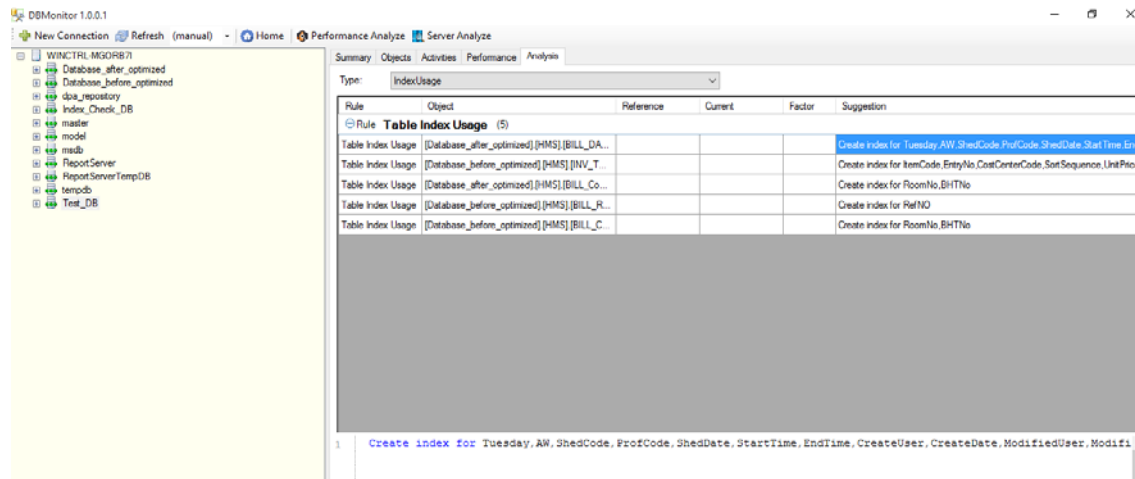 DBMonitor 1.0.0.1
New Connection Refresh (manual) - Home Performance Analyze Server Analyze
WINCTRL-MGORB7I
Database_after_optimized
Database_before_optimized
dpa_repository
Index_Check_DB
master
model
msdb
ReportServer
ReportServerTempDB
tempdb
Test_DB
Summary Objects Activities Performance Analysis
Type: IndexUsage
Rule Object Reference Current Factor Suggestion
Rule Table Index Usage (5)
Table Index Usage [Database_after_optimized].[HMS].[BILL_DA... Create index for Tuesday,AW,ShedCode,ProfCode,ShedDate,StartTime,En
Table Index Usage [Database_before_optimized].[HMS].[INV_T... Create index for ItemCode,EntryNo,CostCenterCode,SortSequence,UnitPric
Table Index Usage [Database_after_optimized].[HMS].[BILL_Co... Create index for RoomNo,BHTNo
Table Index Usage [Database_before_optimized].[HMS].[BILL_R... Create index for RefNO
Table Index Usage [Database_before_optimized].[HMS].[BILL_C... Create index for RoomNo,BHTNo
1 Create index for Tuesday,AW,ShedCode,ProfCode,ShedDate,StartTime,EndTime,CreateUser,CreateDate,ModifiedUser,Modifi